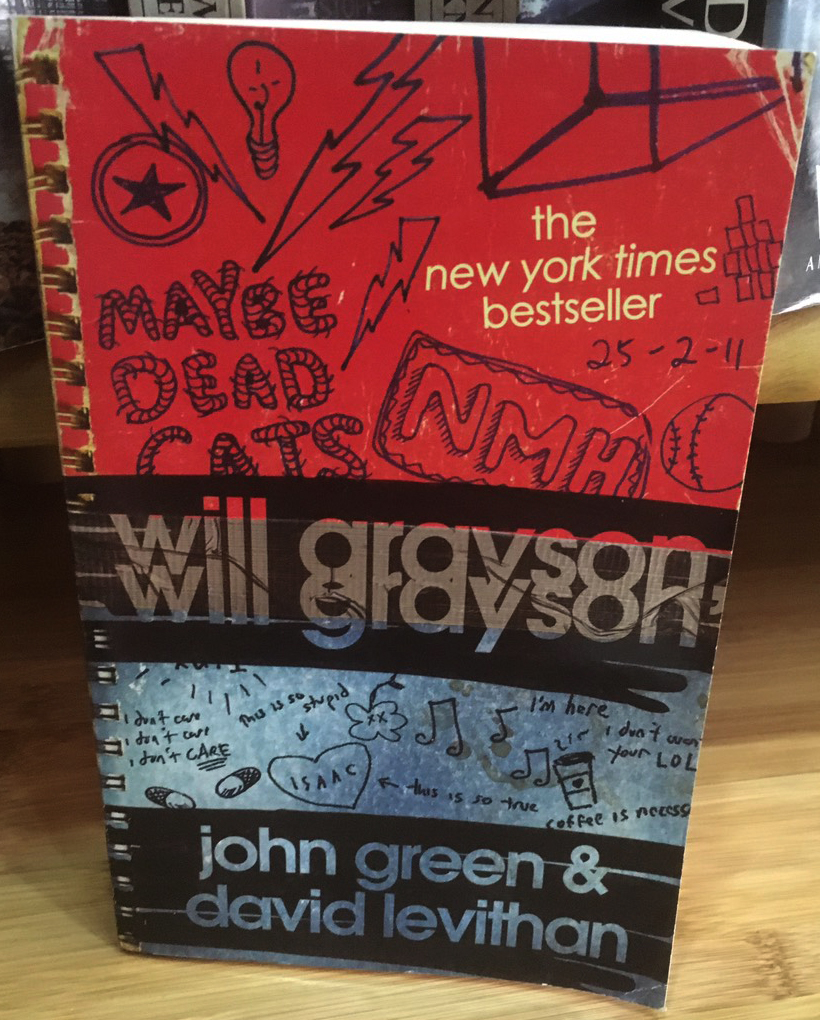 the
new york times
bestseller
25-2-11
MAYBE
DEAD
CATS
NMH
will grayson
will grayson
i don't care
i don't care
i don't CARE
this is so stupid
I'm here
i don't even
your LOL
ISAAC
this is so true
coffee is necess
john green &
david levithan